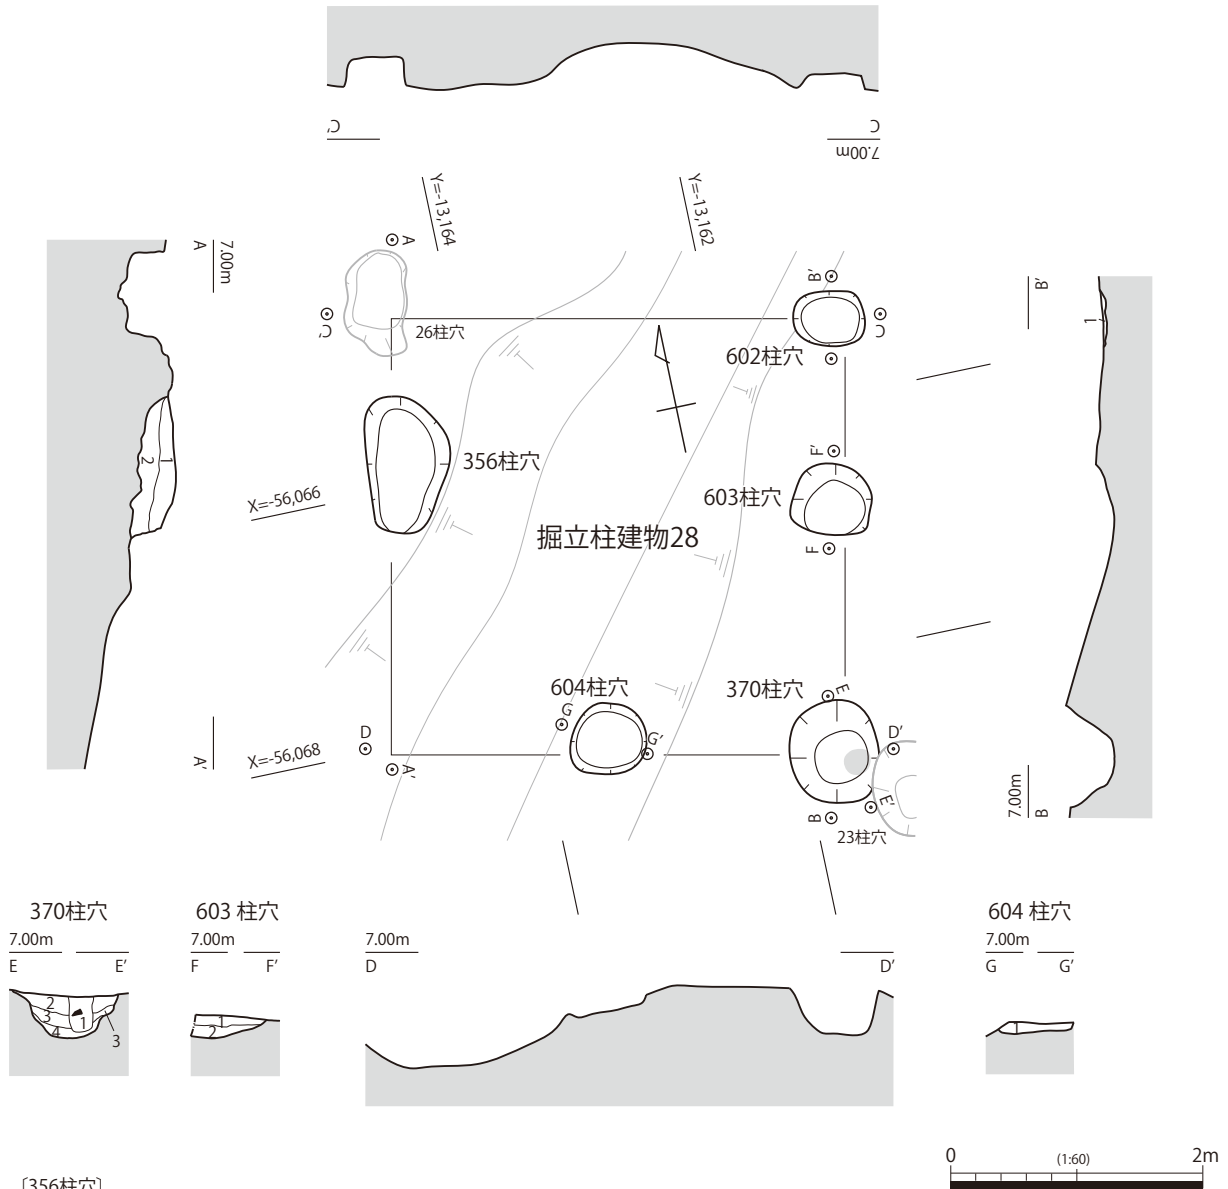 C'
C
7.00m
Y=-13,164
Y=-13,162
A
7.00m
A
B'
B'
C'
C
26柱穴
602柱穴
1
2
1
356柱穴
F'
603柱穴
X=-56,066
掘立柱建物28
F
604柱穴
370柱穴
E
G
G'
D
D'
A'
A'
X=-56,068
E'
B
23柱穴
7.00m
B
370柱穴
603 柱穴
604 柱穴
7.00m
7.00m
7.00m
7.00m
E
E'
F
F'
D
D'
G
G'
2
3
1
4
3
1
2
1
0
(1:60)
2m
〔356柱穴〕